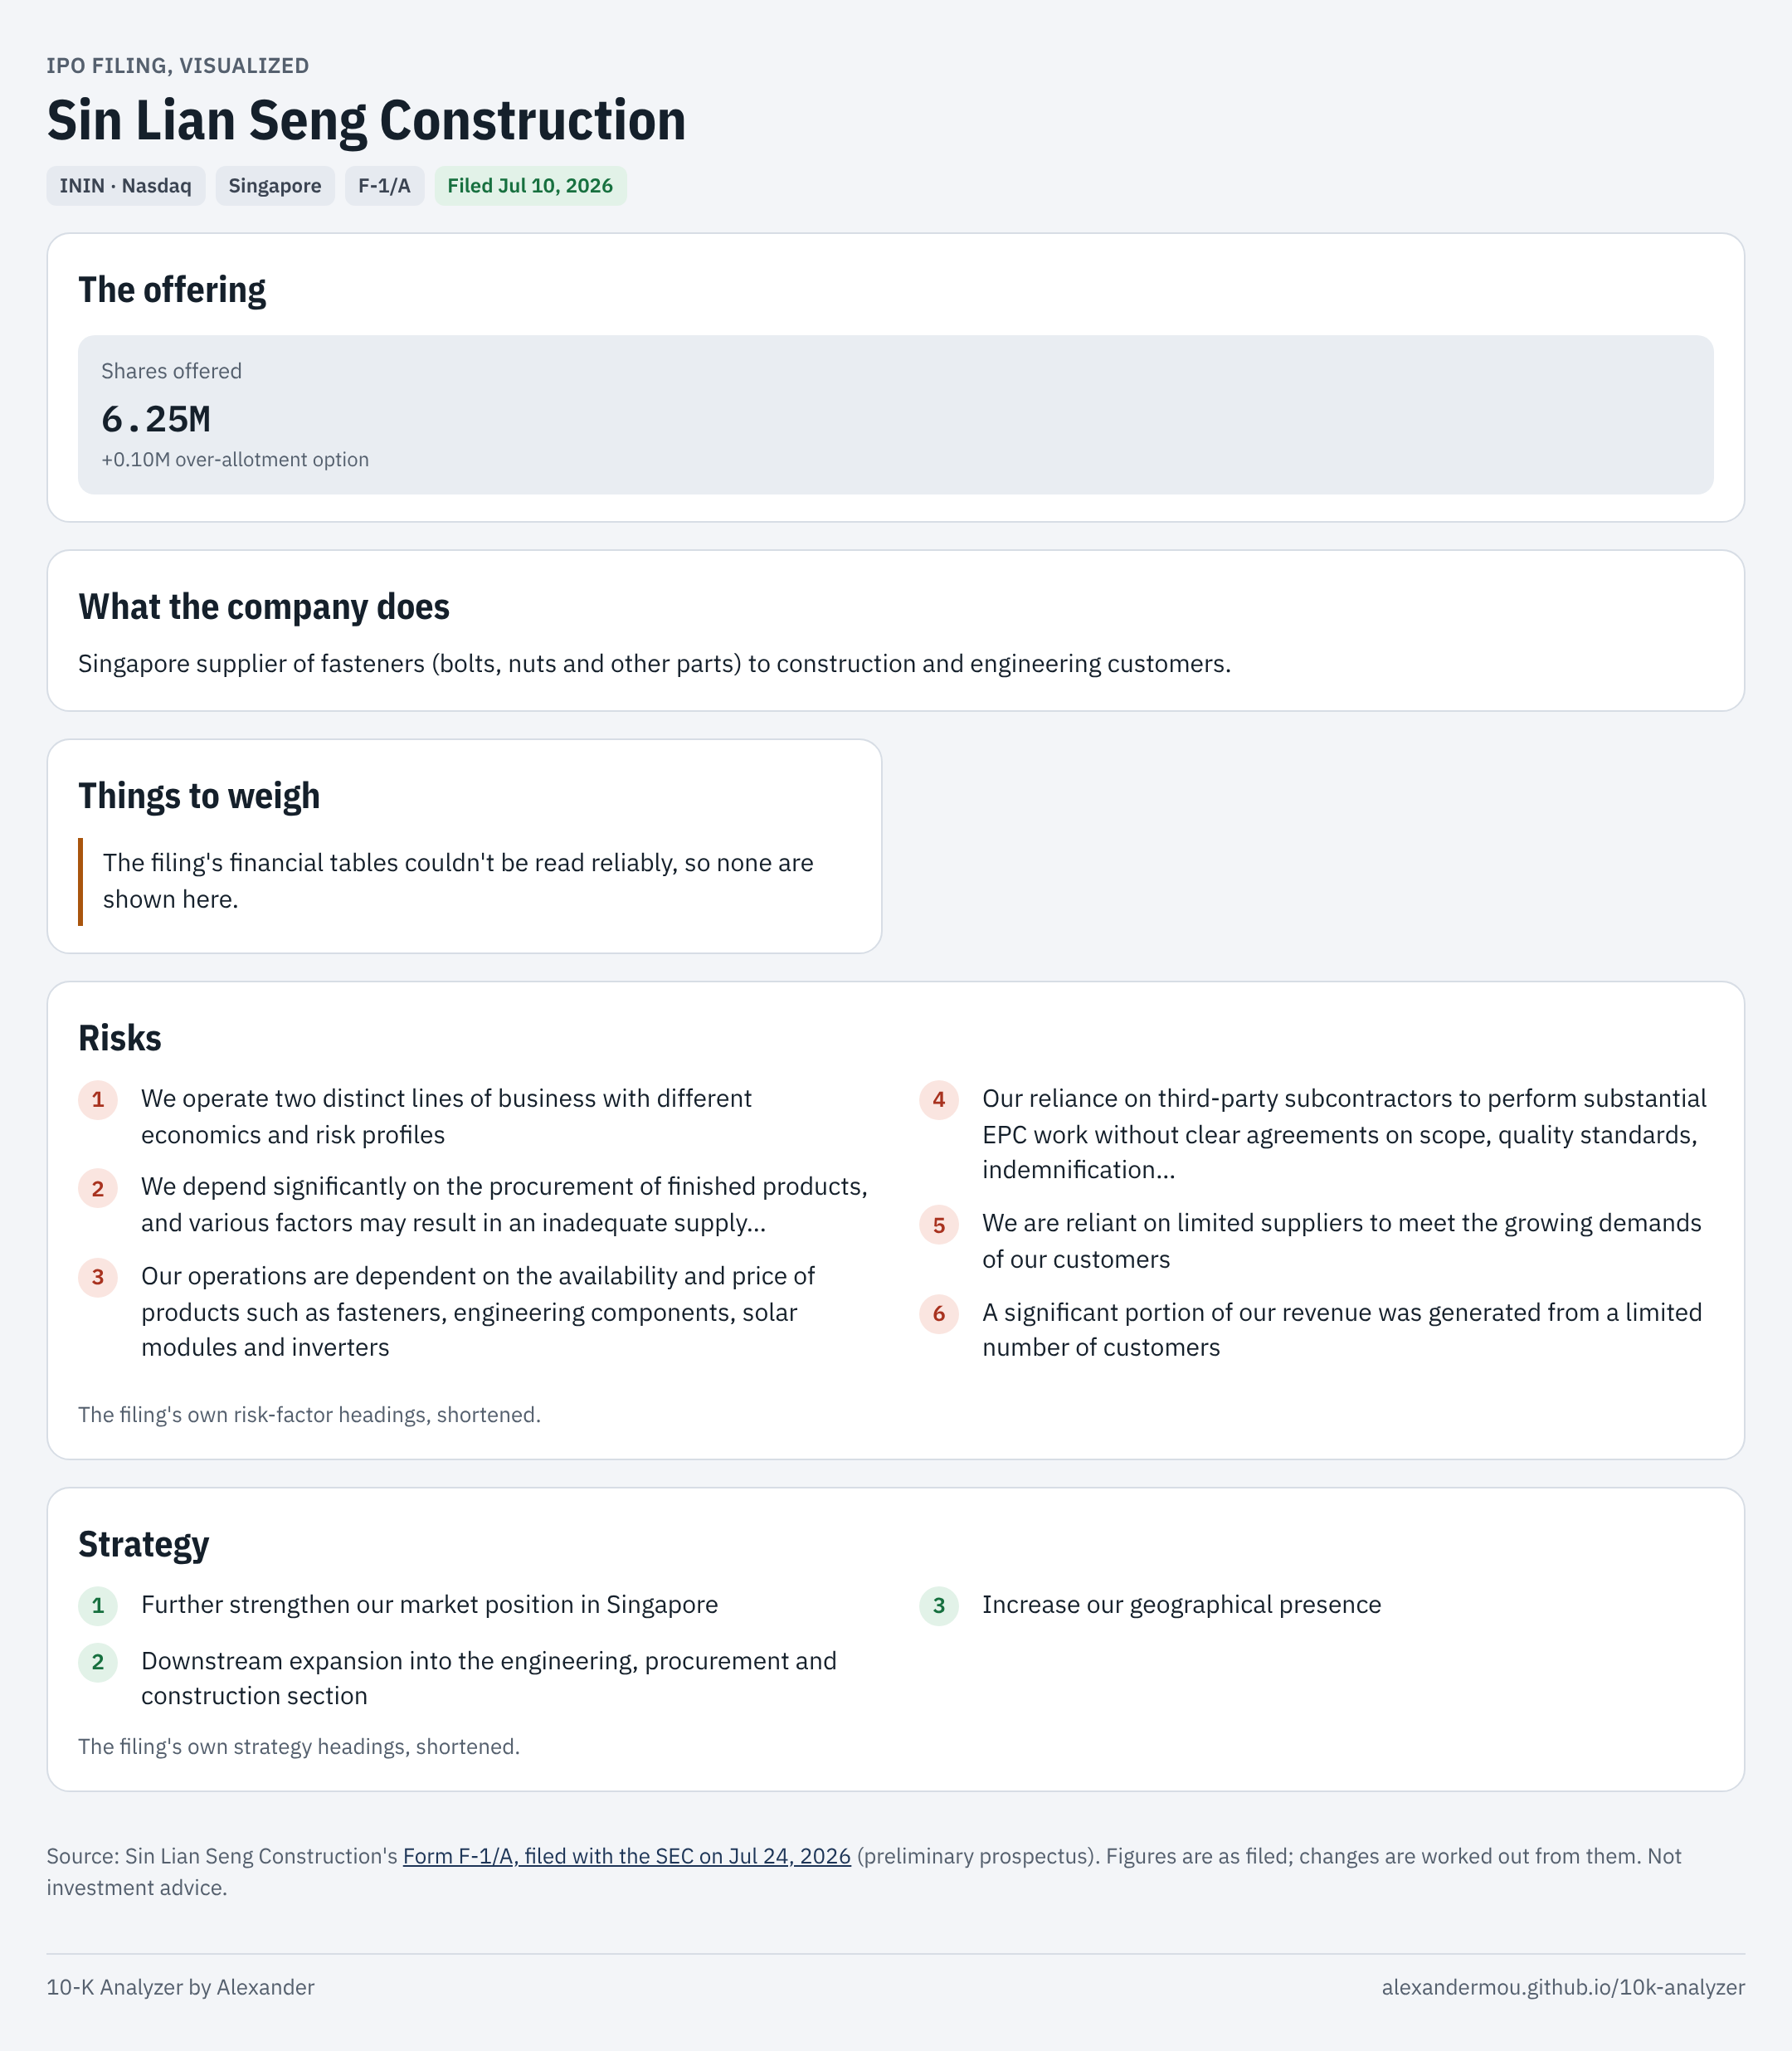 IPO FILING, VISUALIZED
Sin Lian Seng Construction
ININ · Nasdaq
Singapore
F-1/A
Filed Jul 10, 2026
The offering
Shares offered
6.25M
+0.10M over-allotment option
What the company does
Singapore supplier of fasteners (bolts, nuts and other parts) to construction and engineering customers.
Things to weigh
The filing's financial tables couldn't be read reliably, so none are
shown here.
Risks
1 We operate two distinct lines of business with different
economics and risk profiles
2 We depend significantly on the procurement of finished products,
and various factors may result in an inadequate supply...
3 Our operations are dependent on the availability and price of
products such as fasteners, engineering components, solar
modules and inverters
4 Our reliance on third-party subcontractors to perform substantial
EPC work without clear agreements on scope, quality standards,
indemnification...
5 We are reliant on limited suppliers to meet the growing demands
of our customers
6 A significant portion of our revenue was generated from a limited
number of customers
The filing's own risk-factor headings, shortened.
Strategy
1 Further strengthen our market position in Singapore
2 Downstream expansion into the engineering, procurement and
construction section
3 Increase our geographical presence
The filing's own strategy headings, shortened.
Source: Sin Lian Seng Construction's Form F-1/A, filed with the SEC on Jul 24, 2026 (preliminary prospectus). Figures are as filed; changes are worked out from them. Not
investment advice.
10-K Analyzer by Alexander
alexandermou.github.io/10k-analyzer